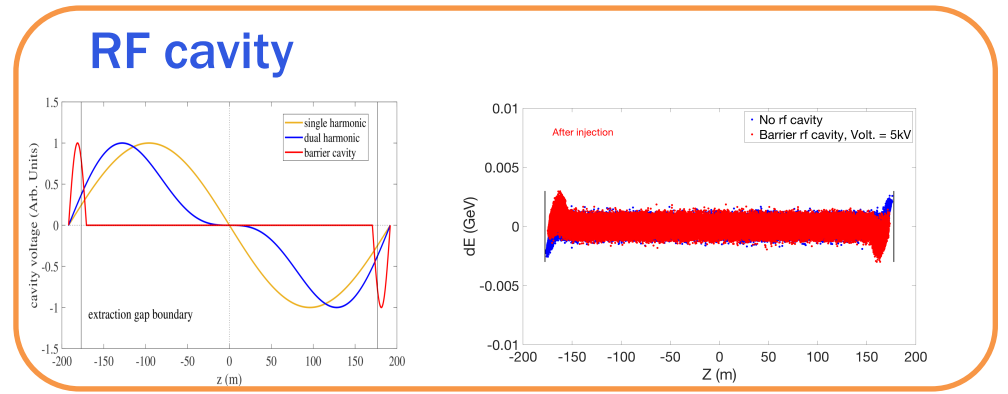 RF cavity
1.5
1
0.5
0
-0.5
-1
-1.5
cavity voltage (Arb. Units)
single harmonic
dual harmonic
barrier cavity
extraction gap boundary
-200 -150 -100 -50 0 50 100 150 200
z (m)
0.01
0.005
0
-0.005
-0.01
dE (GeV)
After injection
No rf cavity
Barrier rf cavity, Volt. = 5kV
-200 -150 -100 -50 0 50 100 150 200
Z (m)